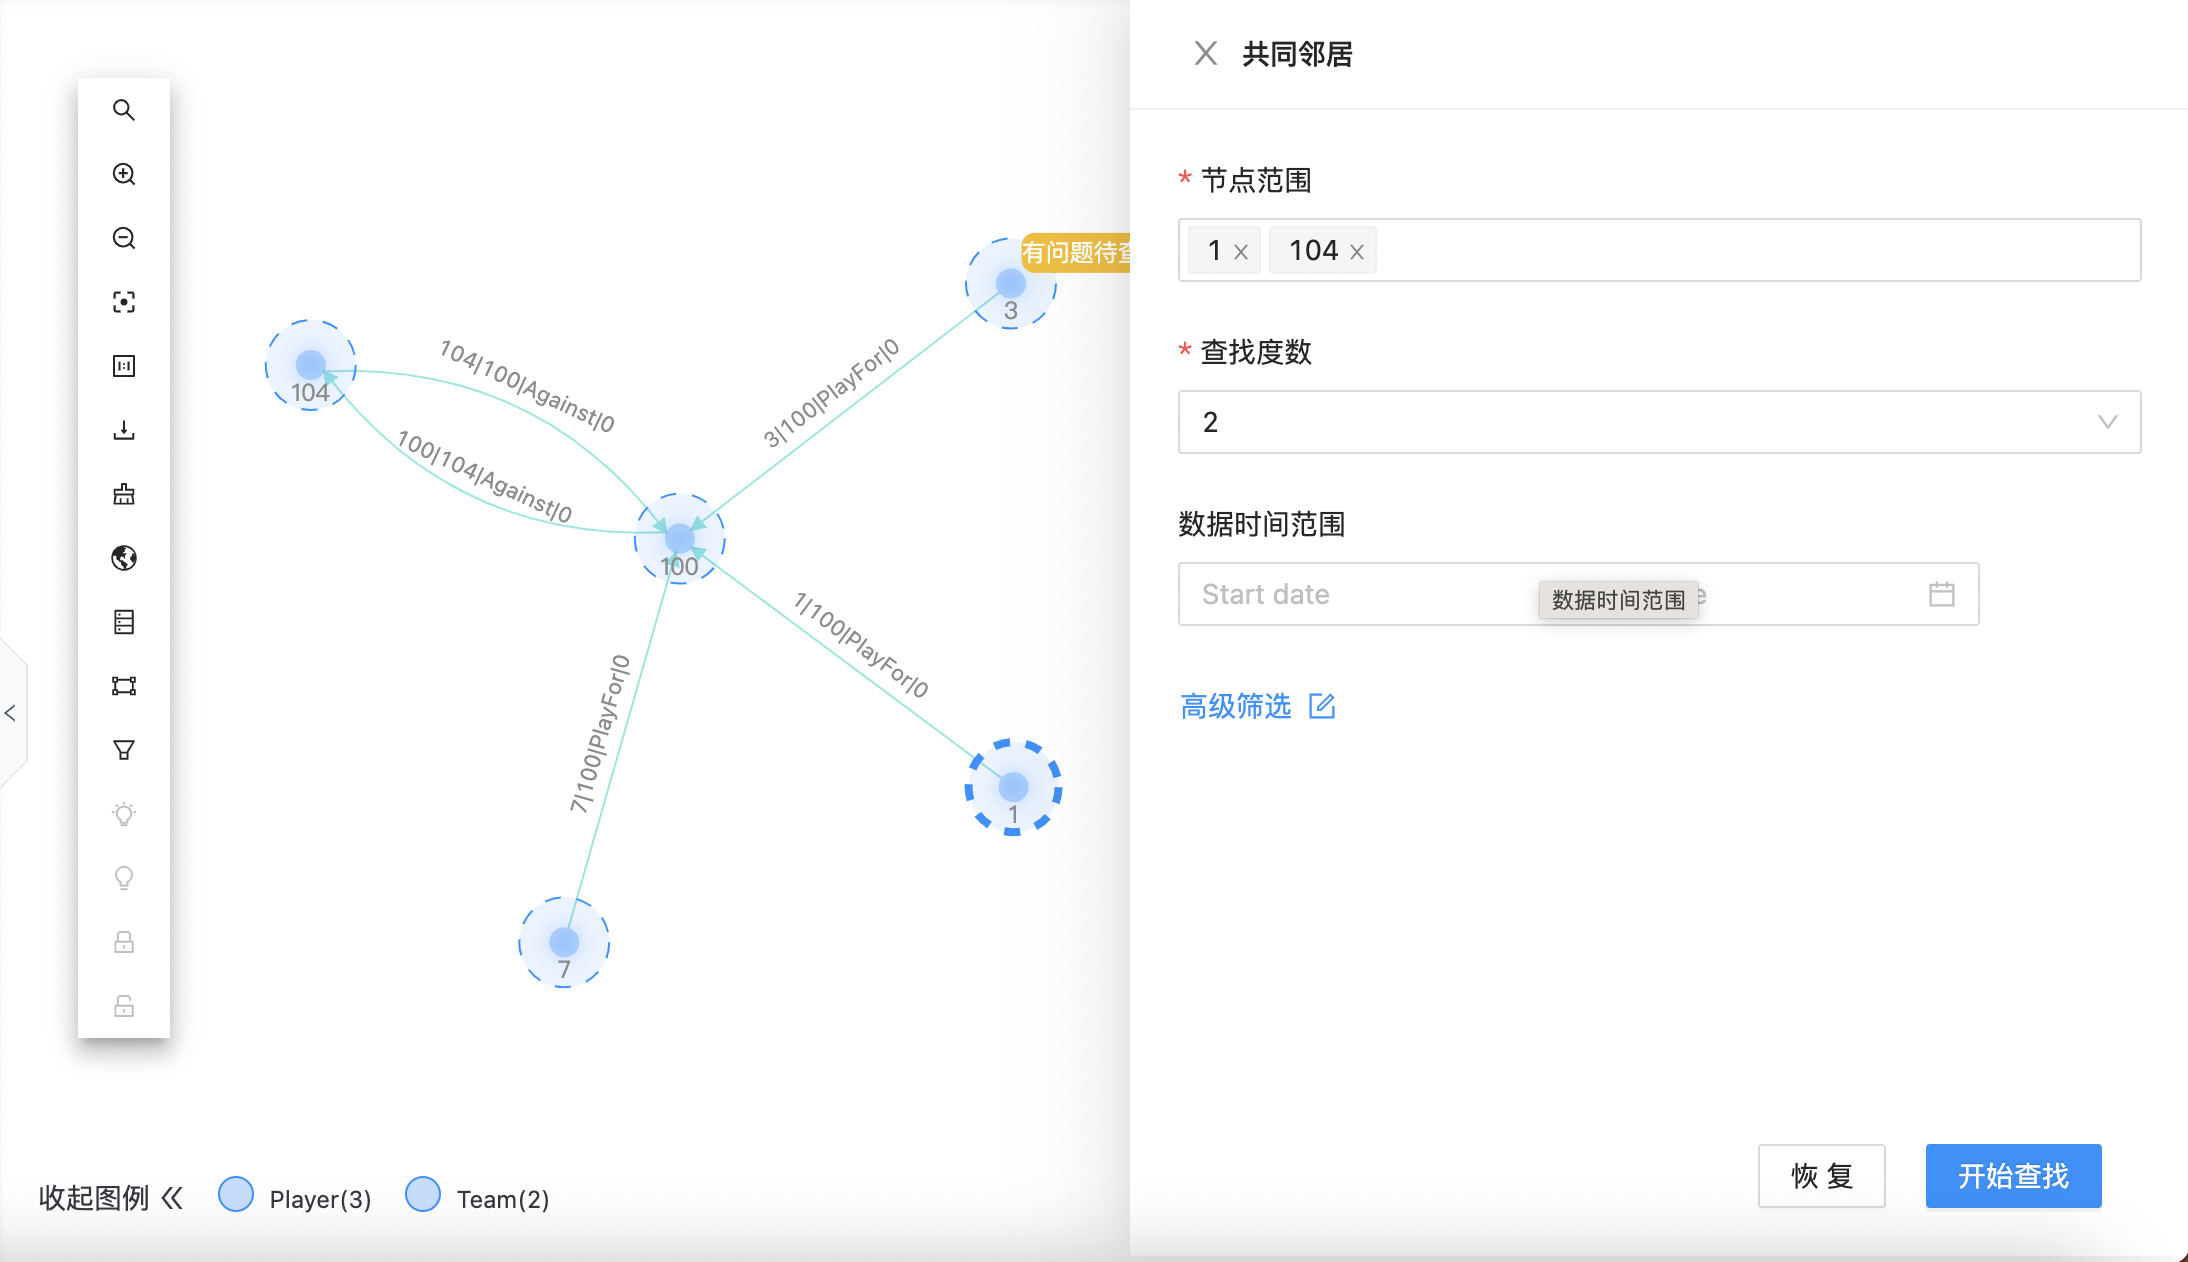 共同邻居
* 节点范围
1
104
* 查找度数
2
数据时间范围
Start date
数据时间范围
e
高级筛选
恢 复
开始查找
有问题待查
3
104
104|100|Against|0
3|100|PlayFor|0
100|104|Against|0
100
1|100|PlayFor|0
7|100|PlayFor|0
1
7
收起图例
Player(3)
Team(2)